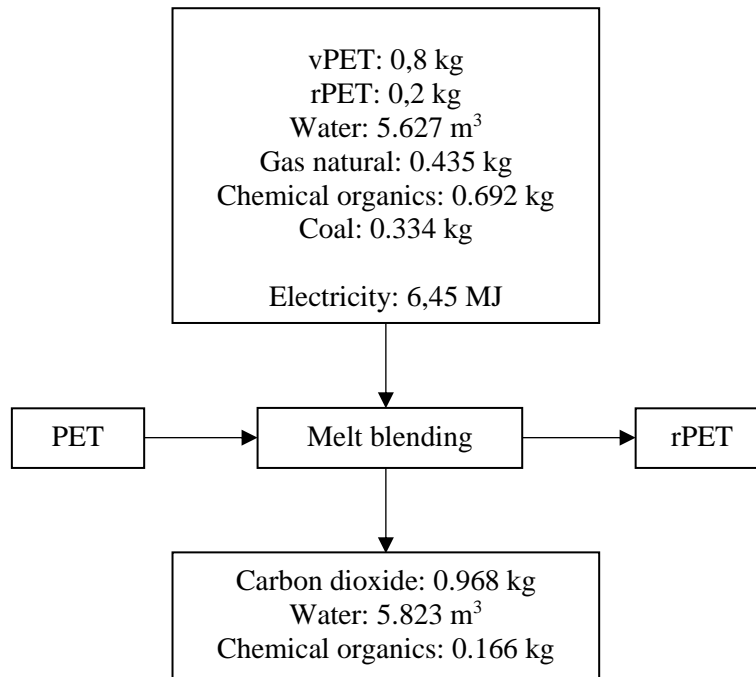 vPET: 0,8 kg
rPET: 0,2 kg
Water: 5.627 m³
Gas natural: 0.435 kg
Chemical organics: 0.692 kg
Coal: 0.334 kg
Electricity: 6,45 MJ
PET
Melt blending
rPET
Carbon dioxide: 0.968 kg
Water: 5.823 m³
Chemical organics: 0.166 kg